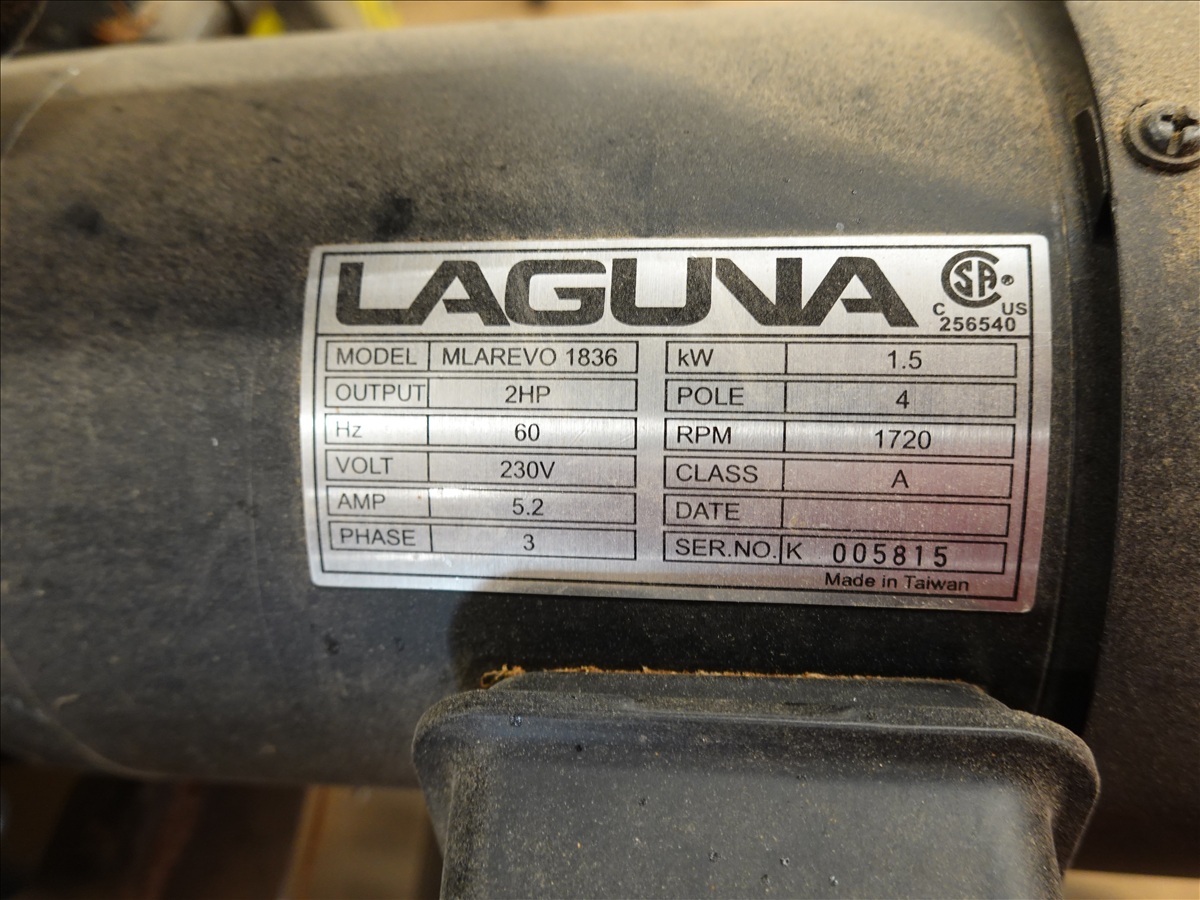 LAGUNA
CSA®
C US
256540
MODEL MLAREVO 1836
OUTPUT 2HP
Hz 60
VOLT 230V
AMP 5.2
PHASE 3
kW 1.5
POLE 4
RPM 1720
CLASS A
DATE
SER.NO. K 005815
Made in Taiwan